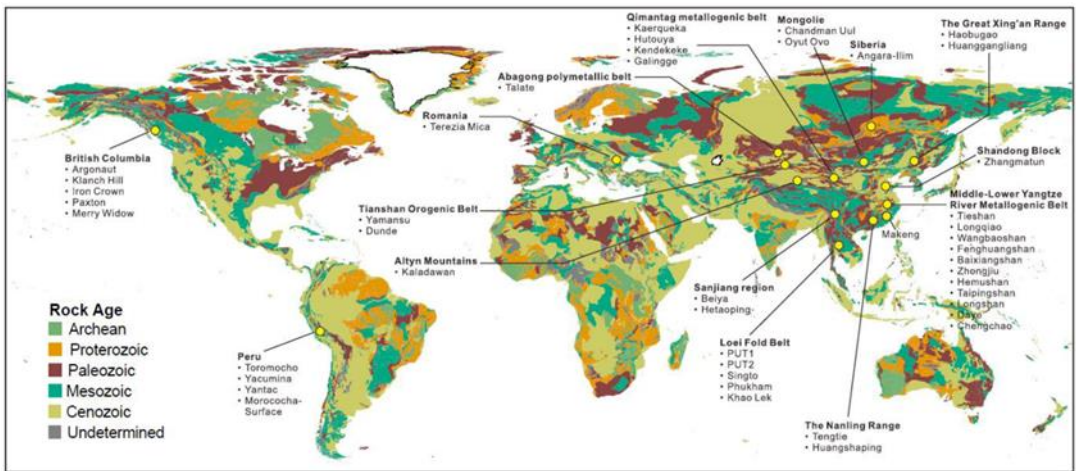 Qimantag metallogenic belt
• Kaerqueka
• Hutouya
• Kendekeke
• Galingge
Mongolie
• Chandman Uul
• Oyut Ovo
Siberia
• Angara-Ilim
The Great Xing'an Range
• Haobugao
• Huanggangliang
Abagong polymetallic belt
• Talate
Romania
• Terezia Mica
British Columbia
• Argonaut
• Klanch Hill
• Iron Crown
• Paxton
• Merry Widow
Shandong Block
• Zhangmatun
Tianshan Orogenic Belt
• Yamansu
• Dunde
Middle-Lower Yangtze
River Metallogenic Belt
• Tieshan
• Longqiao
• Wangbaoshan
• Fenghuangshan
• Baixiangshan
• Zhongjiu
• Hemushan
• Taipingshan
• Longshan
• Daye
• Chengchao
Makeng
Altyn Mountains
• Kaladawan
Sanjiang region
• Beiya
• Hetaoping
Rock Age
Archean
Proterozoic
Paleozoic
Mesozoic
Cenozoic
Undetermined
Peru
• Toromocho
• Yacumina
• Yantac
• Morococha-
Surface
Loei Fold Belt
• PUT1
• PUT2
• Singto
• Phukham
• Khao Lek
The Nanling Range
• Tengtie
• Huangshaping